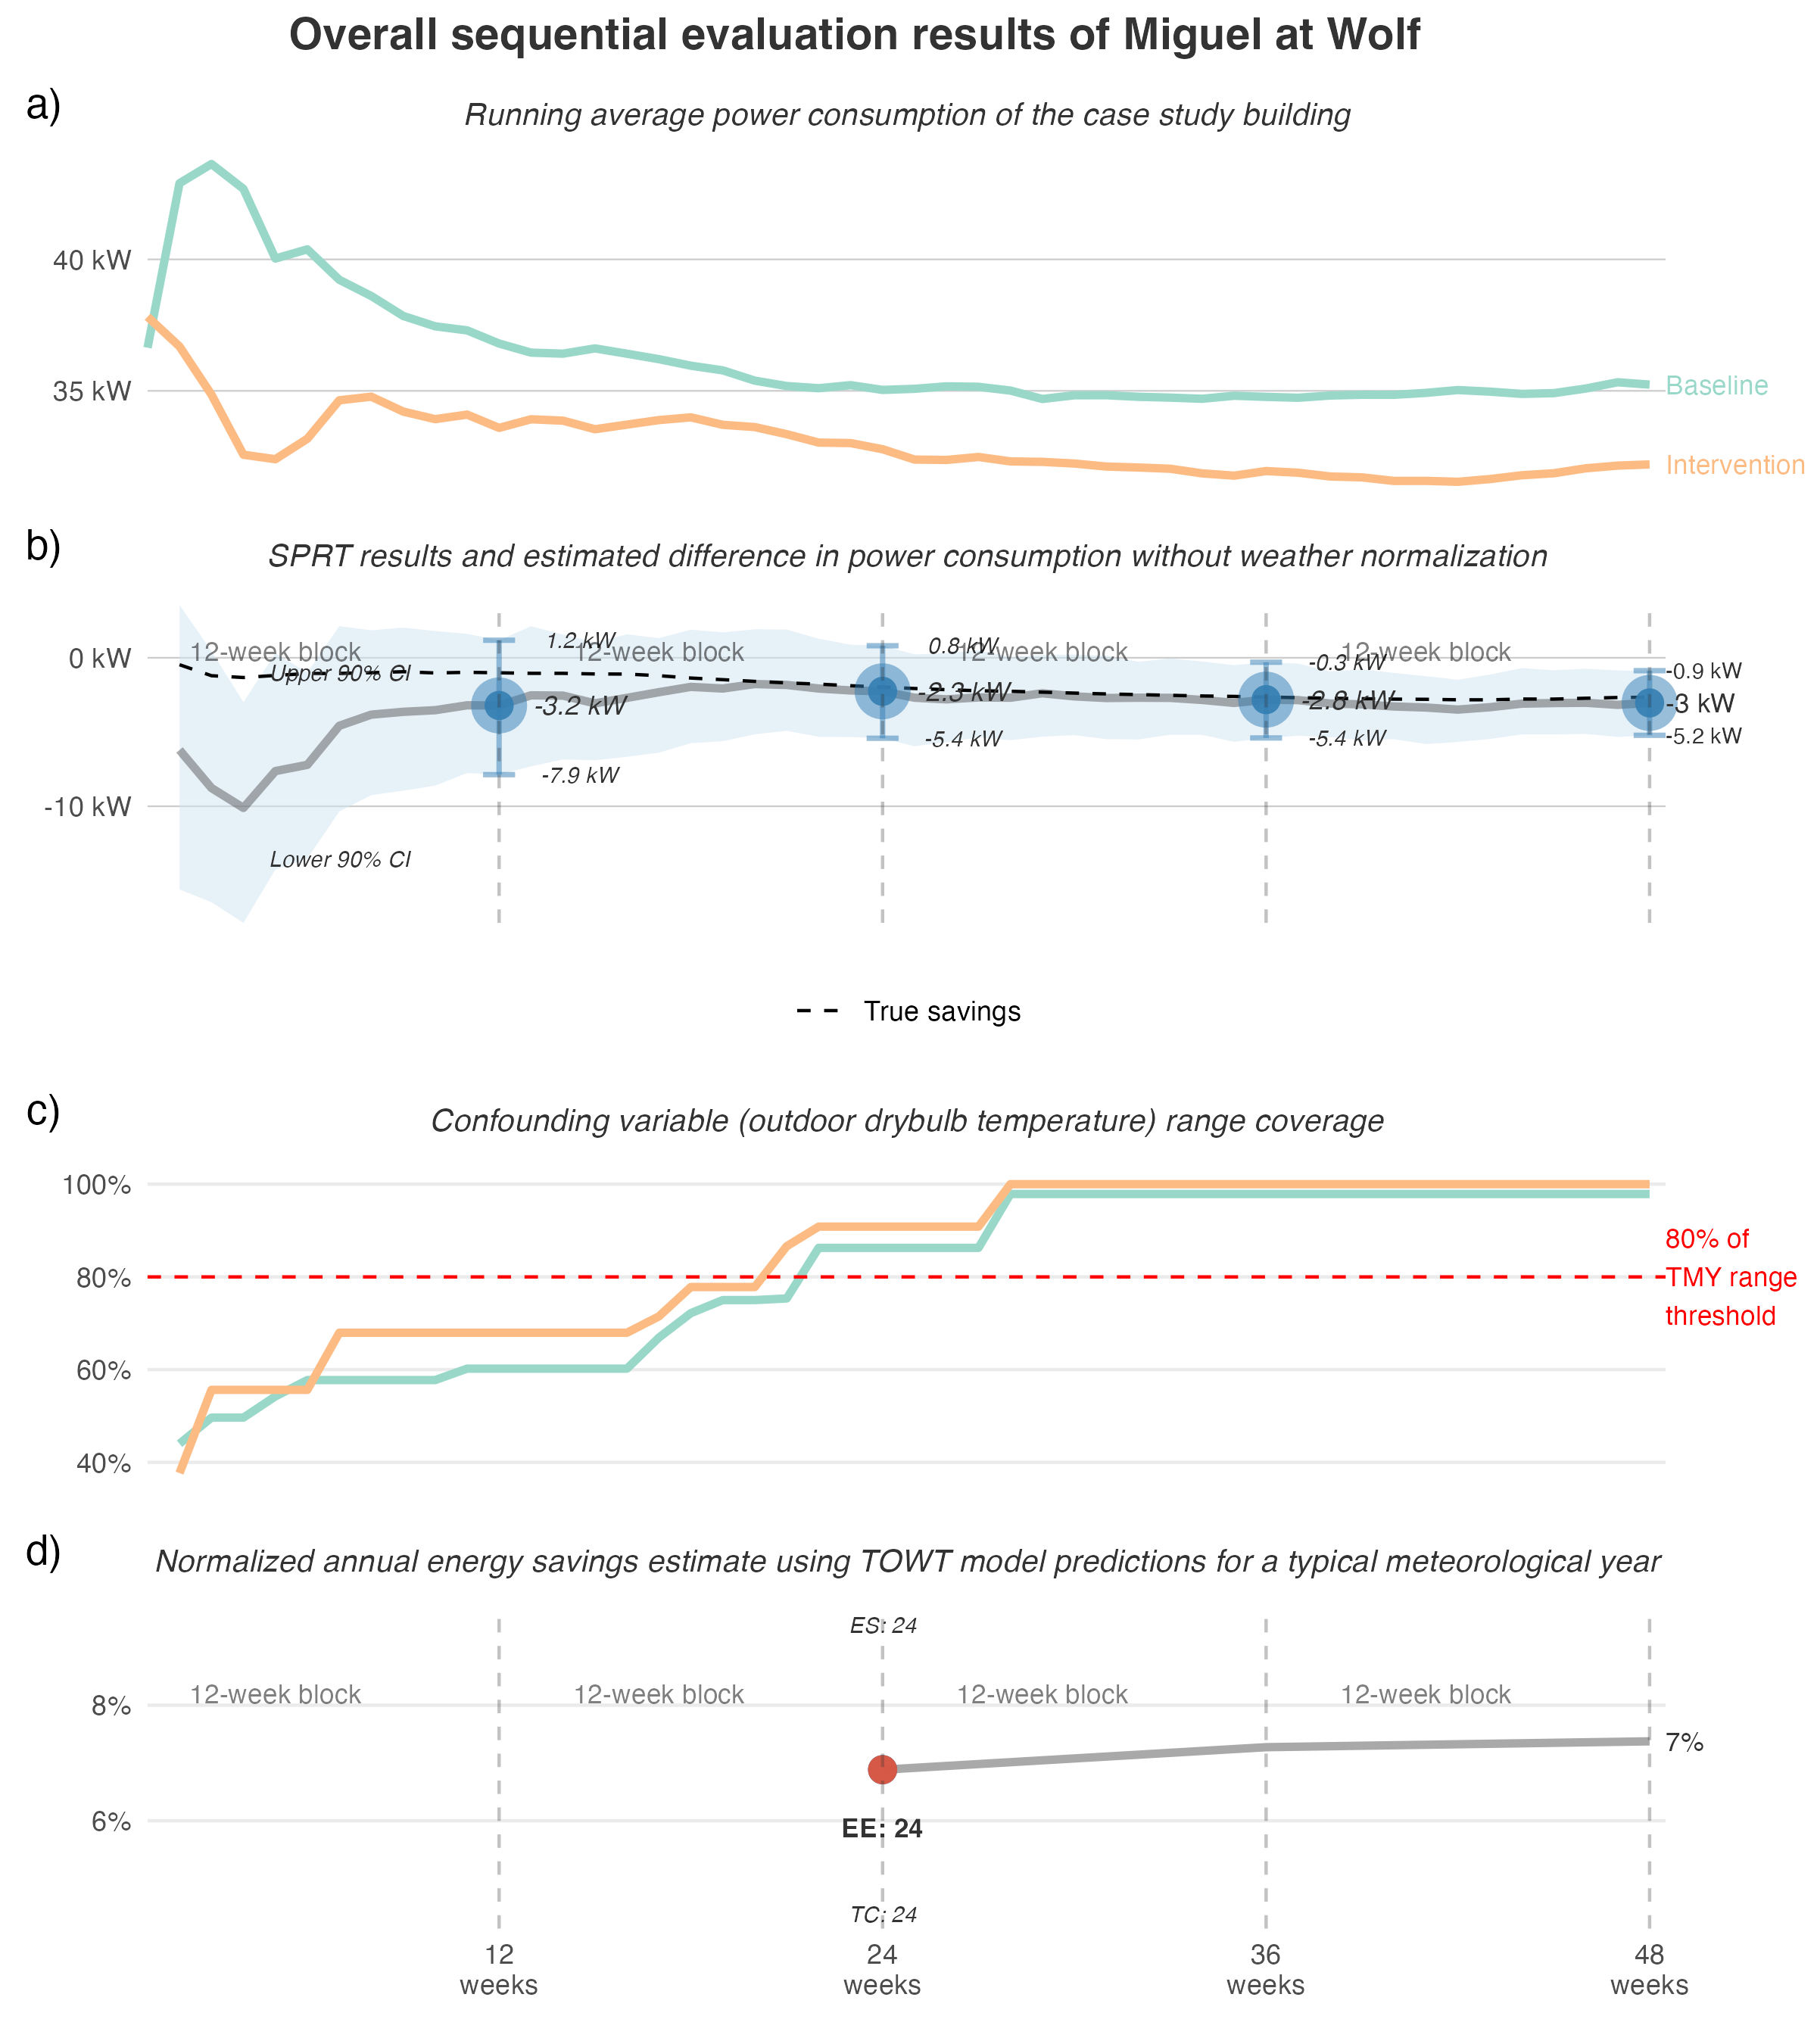 Overall sequential evaluation results of Miguel at Wolf
a)
Running average power consumption of the case study building
40 kW
35 kW
Baseline
Intervention
b)
SPRT results and estimated difference in power consumption without weather normalization
0 kW
-10 kW
12-week block
12-week block
12-week block
12-week block
Upper 90% CI
Lower 90% CI
1.2 kW
-3.2 kW
-7.9 kW
0.8 kW
-2.3 kW
-5.4 kW
-0.3 kW
-2.8 kW
-5.4 kW
-0.9 kW
-3 kW
-5.2 kW
True savings
c)
Confounding variable (outdoor drybulb temperature) range coverage
100%
80%
60%
40%
80% of
TMY range
threshold
d)
Normalized annual energy savings estimate using TOWT model predictions for a typical meteorological year
ES: 24
12-week block
12-week block
12-week block
12-week block
8%
6%
7%
EE: 24
TC: 24
12
weeks
24
weeks
36
weeks
48
weeks